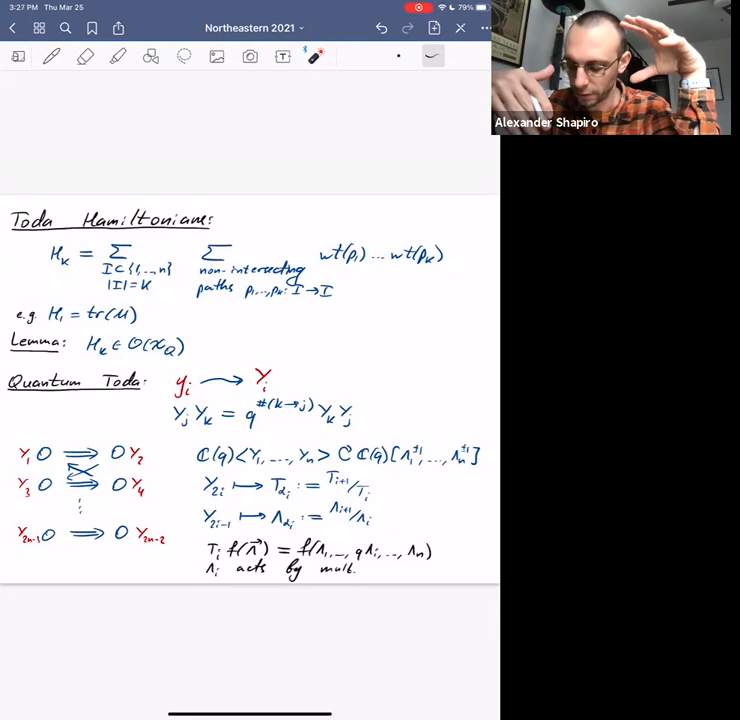 3:27 PM Thu Mar 25
79%
Northeastern 2021
Alexander Shapiro
Toda Hamiltonians:
H_k = Σ_{I⊂{1,...,n} |I|=k} Σ_{non-intersecting paths p_1,...,p_k: I→I} wt(p_1)...wt(p_k)
e.g. H_1 = tr(M)
Lemma: H_k ∈ O(X_Q)
Quantum Toda: y_i → Y_i
Y_j Y_k = q^{#(k→j)} Y_k Y_j
Y_1 O ⟹ O Y_2
Y_3 O ⟹ O Y_4
⋮
Y_{2n-3} O ⟹ O Y_{2n-2}
ℂ(q)<Y_1, ..., Y_n> ↻ ℂ(q)[Λ_1^{±1}, ..., Λ_n^{±1}]
Y_{2i} ↦ T_{α_i} := T_{i+1}/T_i
Y_{2i-1} ↦ Λ_{α_i} := Λ_{i+1}/Λ_i
T_i f(Λ⃗) = f(Λ_1, ..., qΛ_i, ..., Λ_n)
Λ_i acts by mult.